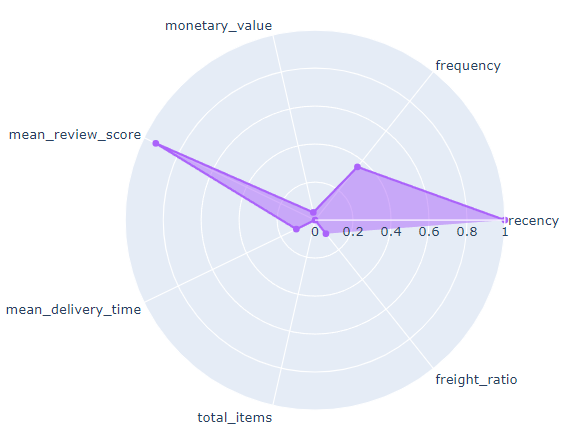 monetary_value
frequency
mean_review_score
recency
0 0.2 0.4 0.6 0.8 1
mean_delivery_time
freight_ratio
total_items